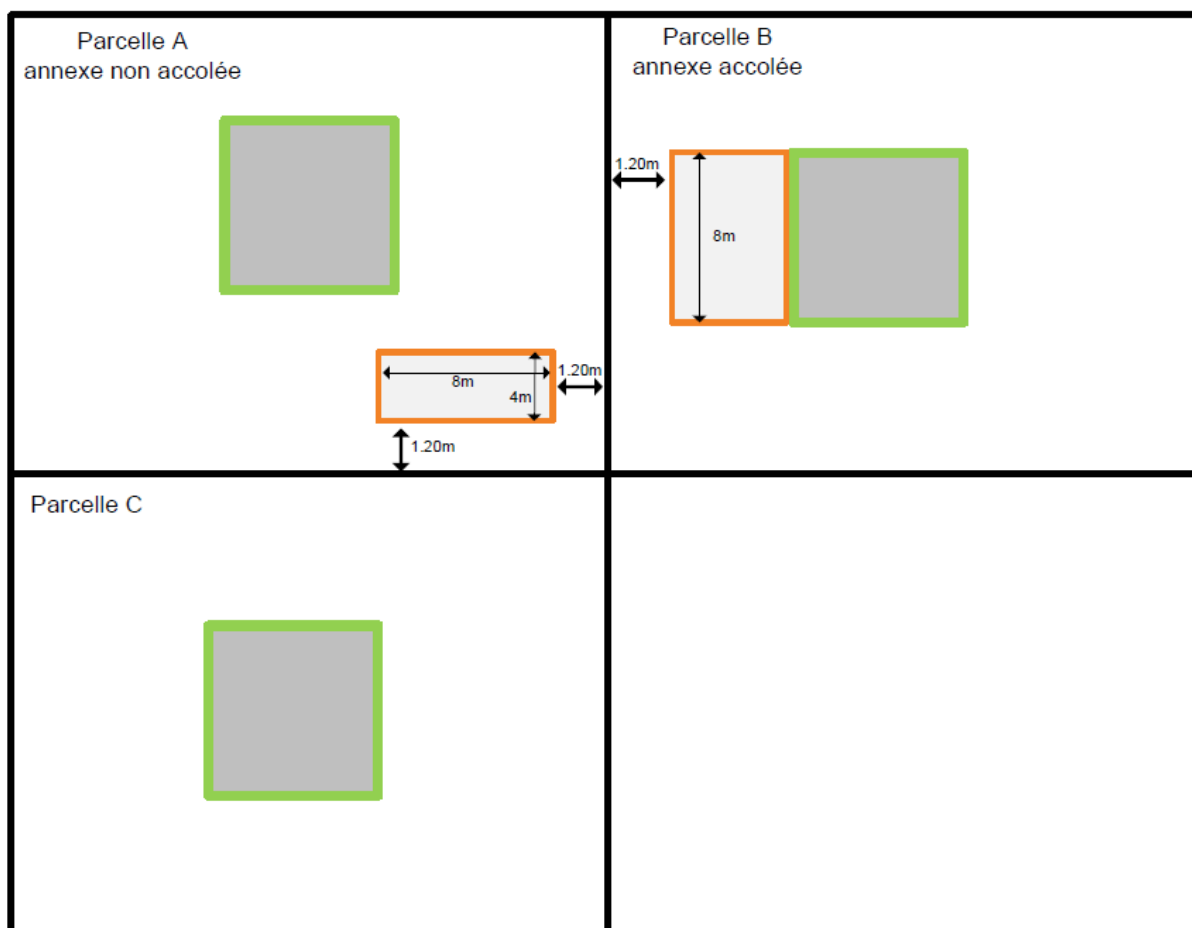 Parcelle A
annexe non accolée
8m
4m
1.20m
1.20m
Parcelle B
annexe accolée
1.20m
8m
Parcelle C